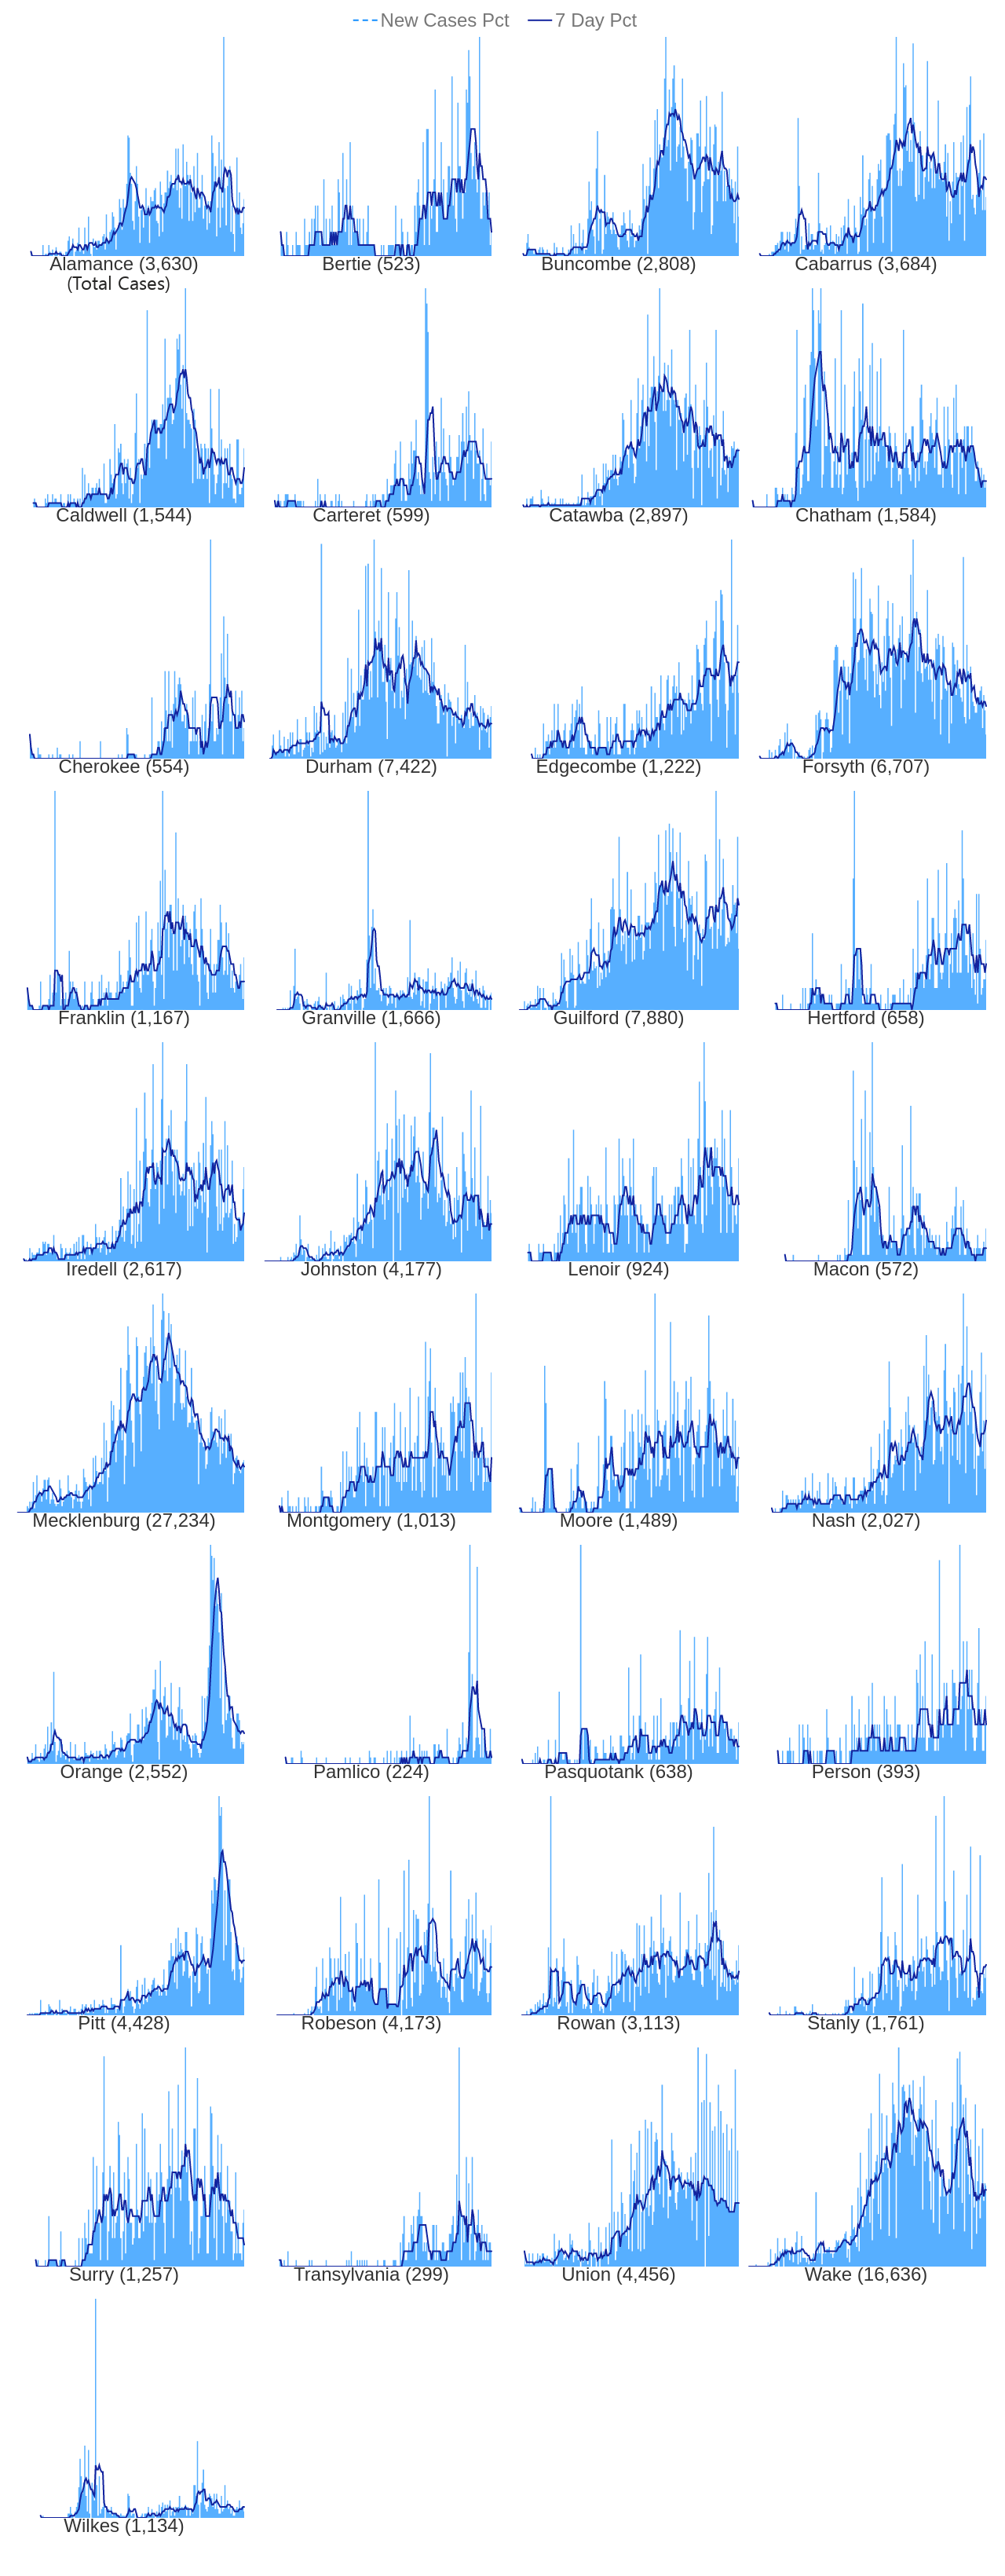 New Cases Pct 7 Day Pct
Alamance (3,630) Bertie (523) Buncombe (2,808) Cabarrus (3,684)
(Total Cases)
Caldwell (1,544) Carteret (599) Catawba (2,897) Chatham (1,584)
Cherokee (554) Durham (7,422) Edgecombe (1,222) Forsyth (6,707)
Franklin (1,167) Granville (1,666) Guilford (7,880) Hertford (658)
Iredell (2,617) Johnston (4,177) Lenoir (924) Macon (572)
Mecklenburg (27,234) Montgomery (1,013) Moore (1,489) Nash (2,027)
Orange (2,552) Pamlico (224) Pasquotank (638) Person (393)
Pitt (4,428) Robeson (4,173) Rowan (3,113) Stanly (1,761)
Surry (1,257) Transylvania (299) Union (4,456) Wake (16,636)
Wilkes (1,134)